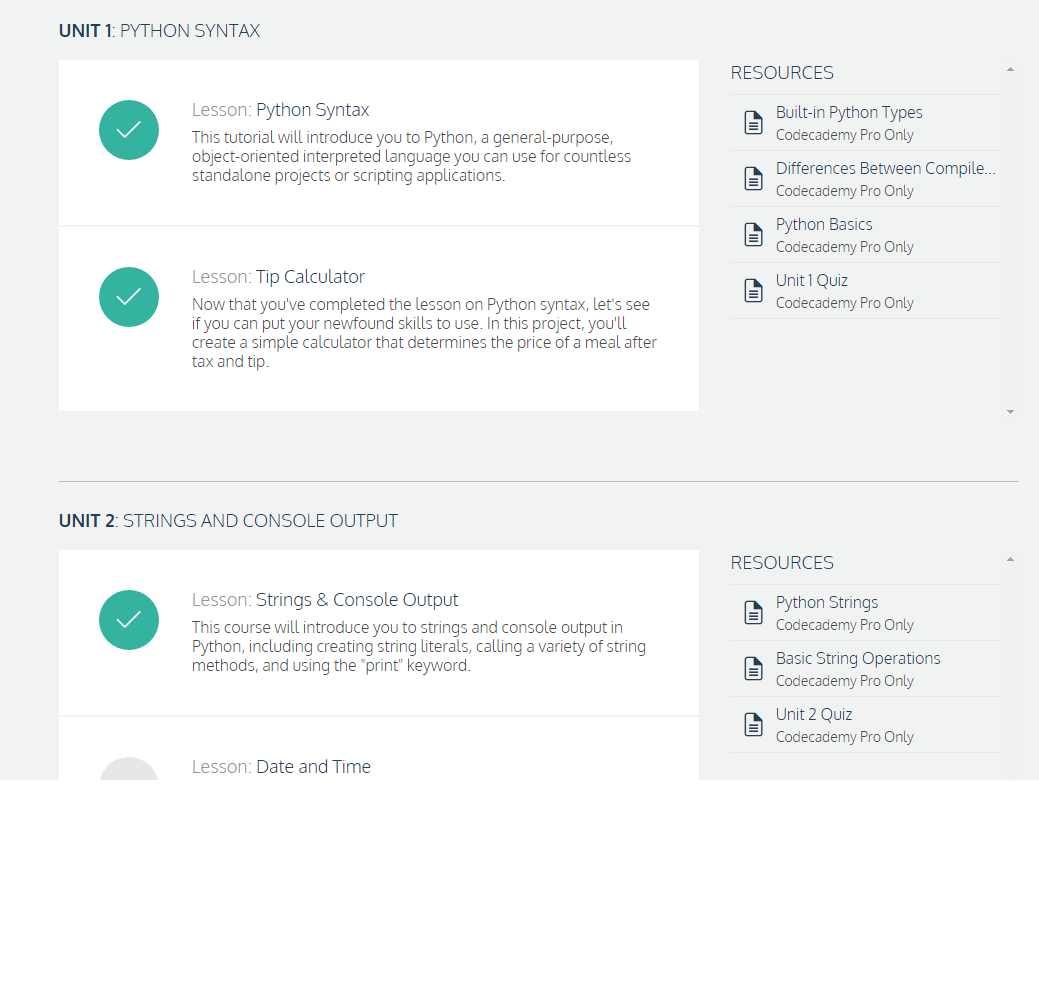 UNIT 1: PYTHON SYNTAX
Lesson: Python Syntax
This tutorial will introduce you to Python, a general-purpose,
object-oriented interpreted language you can use for countless
standalone projects or scripting applications.
Lesson: Tip Calculator
Now that you've completed the lesson on Python syntax, let's see
if you can put your newfound skills to use. In this project, you'll
create a simple calculator that determines the price of a meal after
tax and tip.
RESOURCES
Built-in Python Types
Codecademy Pro Only
Differences Between Compile...
Codecademy Pro Only
Python Basics
Codecademy Pro Only
Unit 1 Quiz
Codecademy Pro Only
UNIT 2: STRINGS AND CONSOLE OUTPUT
Lesson: Strings & Console Output
This course will introduce you to strings and console output in
Python, including creating string literals, calling a variety of string
methods, and using the "print" keyword.
Lesson: Date and Time
RESOURCES
Python Strings
Codecademy Pro Only
Basic String Operations
Codecademy Pro Only
Unit 2 Quiz
Codecademy Pro Only